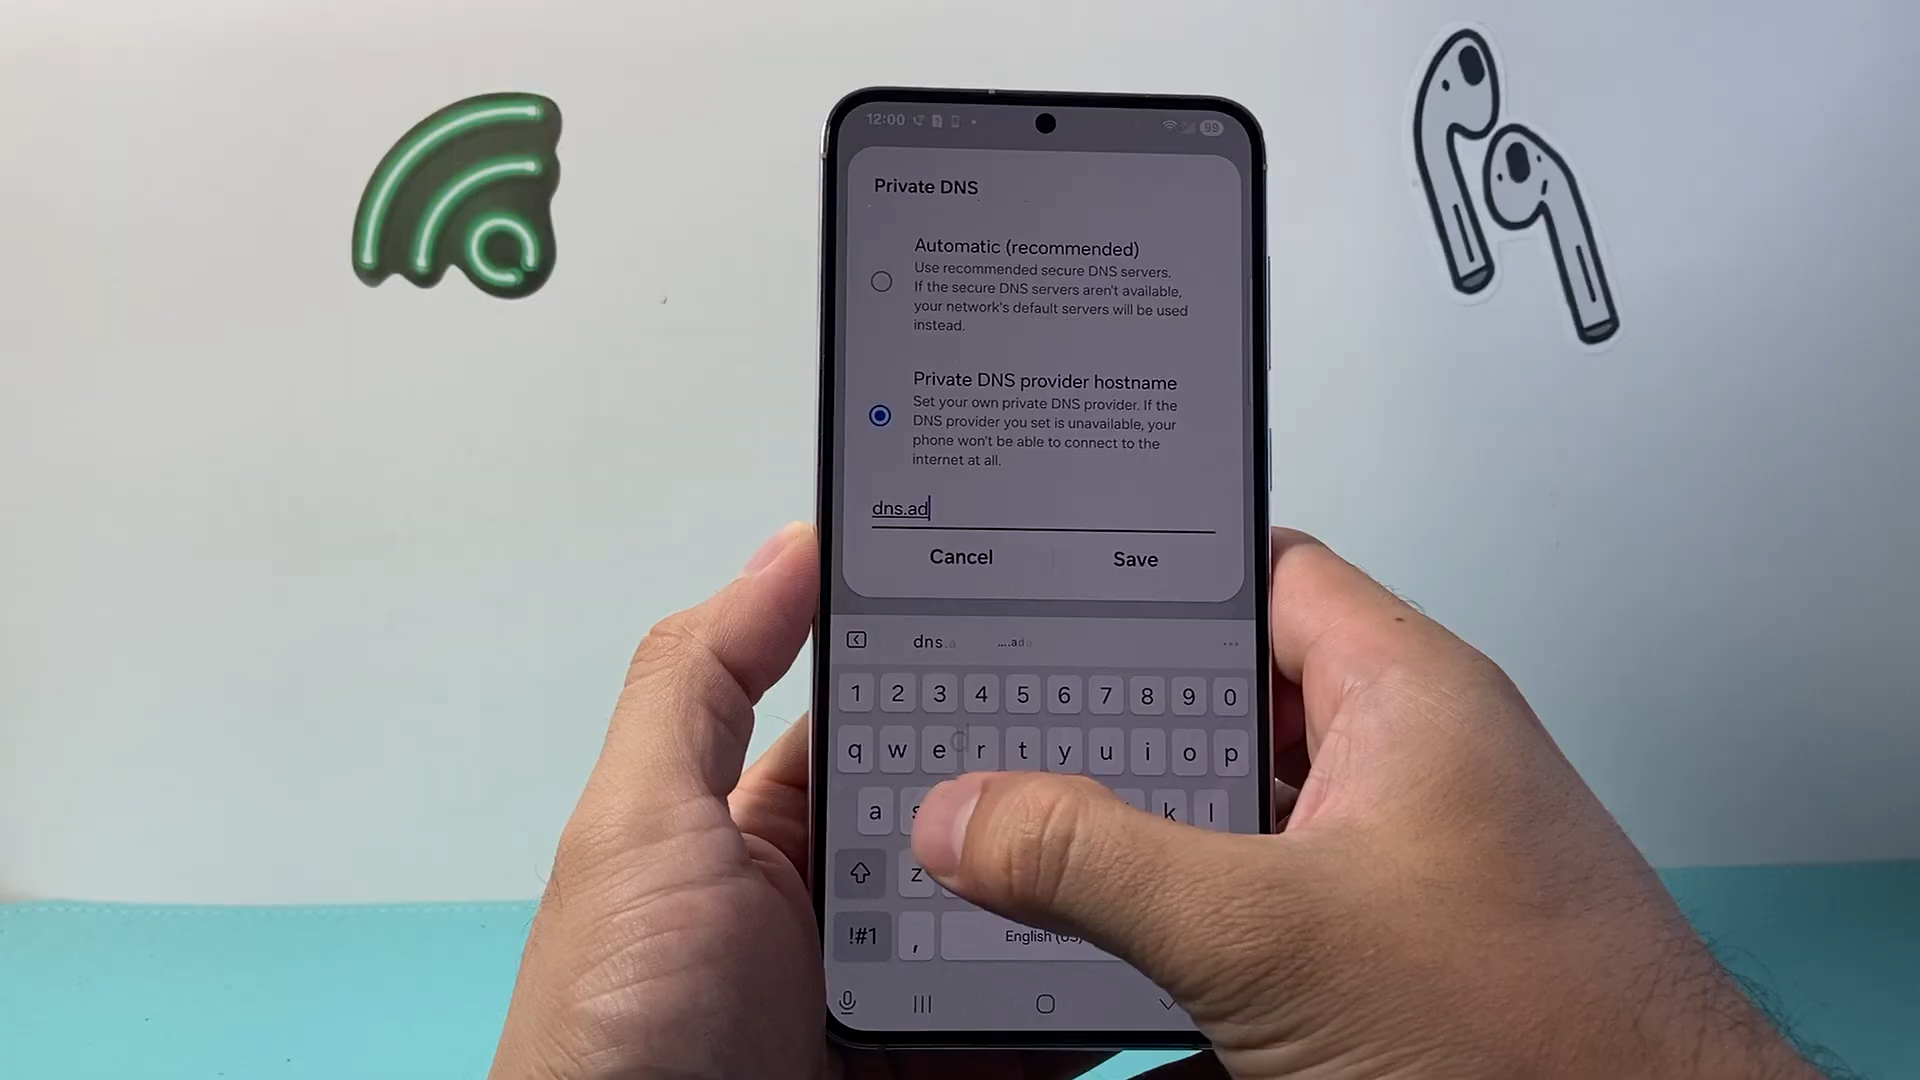 12:00
99
Private DNS
Automatic (recommended)
Use recommended secure DNS servers.
If the secure DNS servers aren't available,
your network's default servers will be used
instead.
Private DNS provider hostname
Set your own private DNS provider. If the
DNS provider you set is unavailable, your
phone won't be able to connect to the
internet at all.
dns.ad
Cancel Save
dns.a ....ada
1 2 3 4 5 6 7 8 9 0
q w e r t y u i o p
a s k l
z
!#1 , English (US)